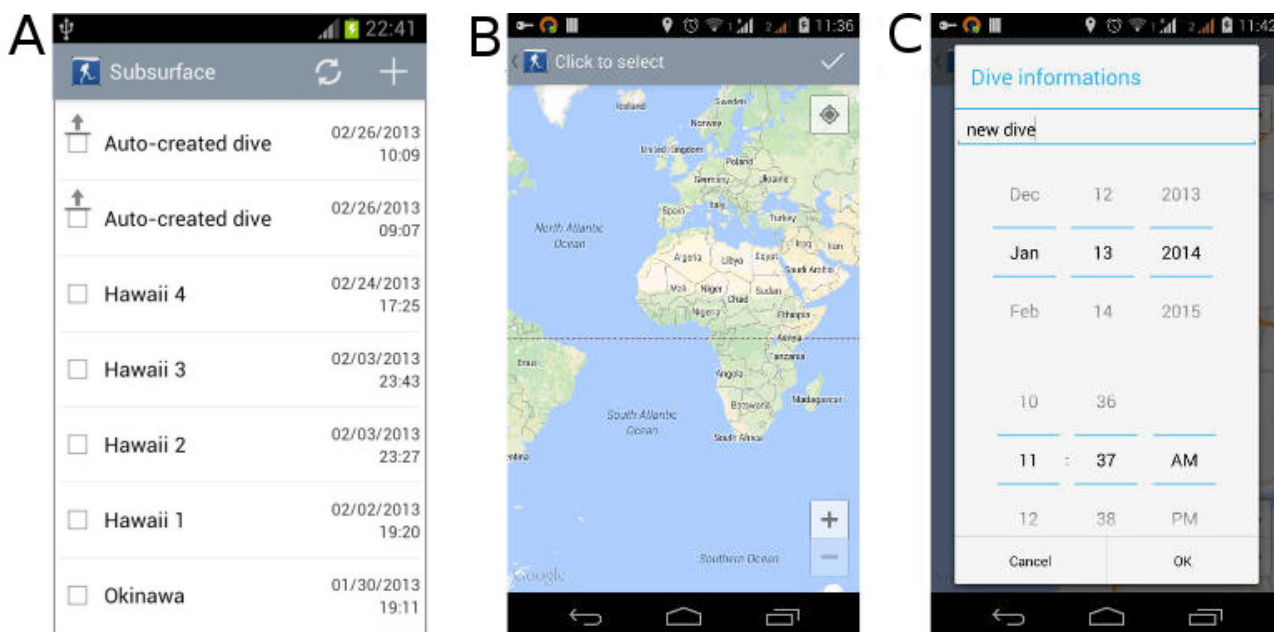 A
22:41
Subsurface
Auto-created dive
02/26/2013
10:09
Auto-created dive
02/26/2013
09:07
Hawaii 4
02/24/2013
17:25
Hawaii 3
02/03/2013
23:43
Hawaii 2
02/03/2013
23:27
Hawaii 1
02/02/2013
19:20
Okinawa
01/30/2013
19:11
B
1 2 11:36
Click to select
Iceland
Sweden
Norway
United Kingdom
Poland
Germany
Ukraine
Spain
Italy
Turkey
North Atlantic
Ocean
Iraq
Iran
Algeria
Libya
Egypt
Saudi Arabia
Mali
Niger
Chad
Sudan
Nigeria
Ethiopia
Kenya
Tanzania
Angola
Botswana
Madagascar
South Atlantic
Ocean
South Africa
Southern Ocean
Google
C
1 2 11:42
Dive informations
new dive
Dec 12 2013
Jan 13 2014
Feb 14 2015
10 36
11 : 37 AM
12 38 PM
Cancel OK